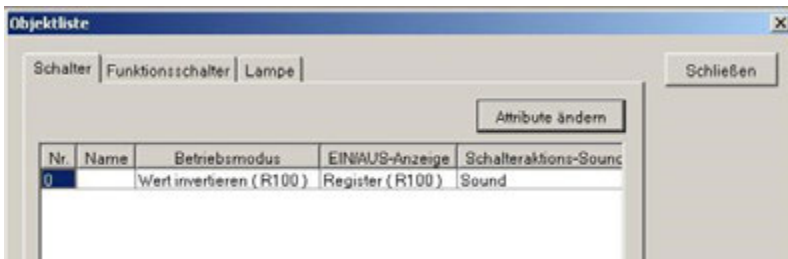 Objektliste
Schalter Funktionsschalter Lampe
Schließen
Attribute ändern
Nr. Name Betriebsmodus EIN/AUS-Anzeige Schalteraktions-Sound
0 Wert invertieren ( R100 ) Register ( R100 ) Sound